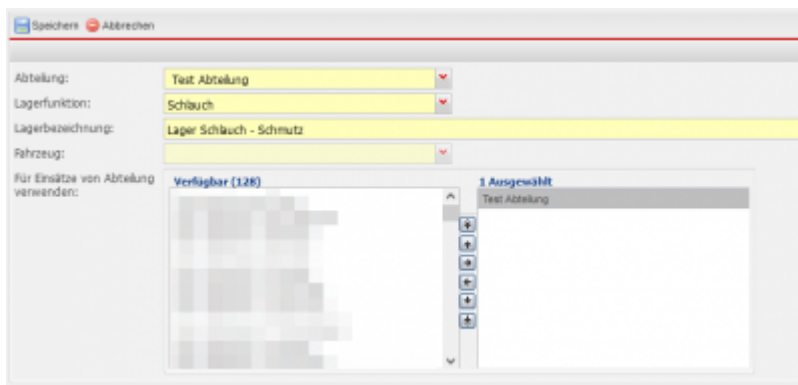 Speichern Abbrechen
Abteilung: Test Abteilung
Lagerfunktion: Schlauch
Lagerbezeichnung: Lager Schlauch - Schmutz
Fahrzeug:
Für Einsätze von Abteilung
verwenden:
Verfügbar (128) 1 Ausgewählt
Test Abteilung